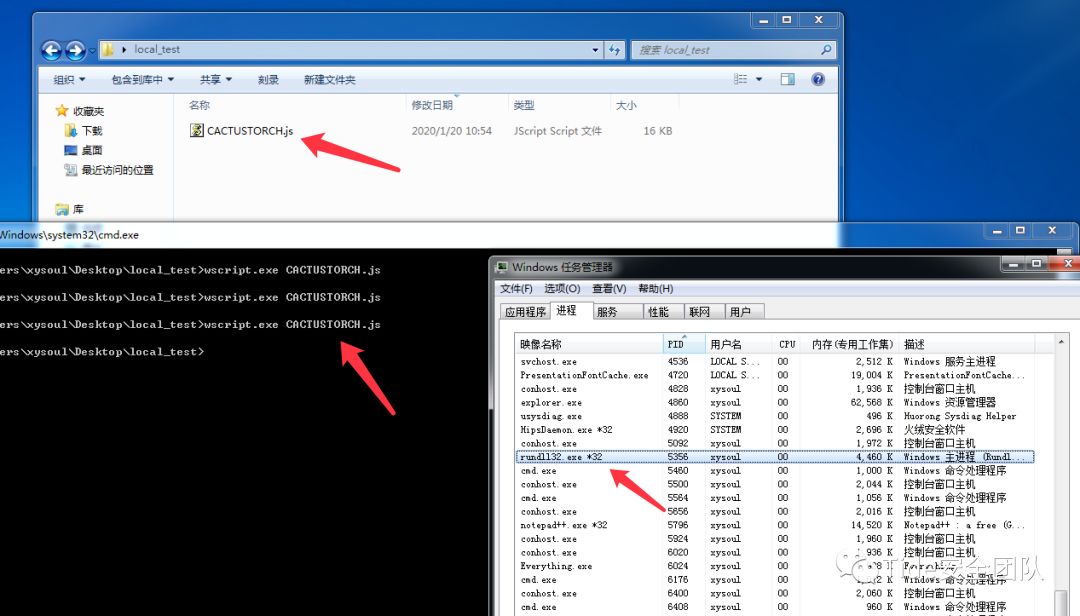 local_test
搜索 local_test
组织
包含到库中
共享
刻录
新建文件夹
名称
修改日期
类型
大小
收藏夹
CACTUSTORCH.js
2020/1/20 10:54
JScript Script 文件
16 KB
下载
桌面
最近访问的位置
库
Windows\system32\cmd.exe
ers\xysoul\Desktop\local_test>wscript.exe CACTUSTORCH.js
ers\xysoul\Desktop\local_test>wscript.exe CACTUSTORCH.js
ers\xysoul\Desktop\local_test>wscript.exe CACTUSTORCH.js
ers\xysoul\Desktop\local_test>
Windows 任务管理器
文件(F) 选项(O) 查看(V) 帮助(H)
应用程序 进程 服务 性能 联网 用户
映像名称 PID 用户名 CPU 内存(专用工作集) 描述
svchost.exe 4536 LOCAL S... 00 2,512 K Windows 服务主进程
PresentationFontCache.exe 4720 LOCAL S... 00 19,004 K PresentationFontCache...
conhost.exe 4828 xysoul 00 1,936 K 控制台窗口主机
explorer.exe 4860 xysoul 00 62,568 K Windows 资源管理器
usysdiag.exe 4888 SYSTEM 00 496 K Huorong Sysdiag Helper
HipsDaemon.exe *32 4920 SYSTEM 00 2,696 K 火绒安全软件
conhost.exe 5092 xysoul 00 1,972 K 控制台窗口主机
rundll32.exe *32 5356 xysoul 00 4,460 K Windows 主进程 (Rundl...
cmd.exe 5460 xysoul 00 1,000 K Windows 命令处理程序
conhost.exe 5500 xysoul 00 2,044 K 控制台窗口主机
cmd.exe 5564 xysoul 00 1,056 K Windows 命令处理程序
conhost.exe 5656 xysoul 00 2,016 K 控制台窗口主机
notepad++.exe *32 5796 xysoul 00 14,520 K Notepad++ : a free (G...
conhost.exe 5924 xysoul 00 1,960 K 控制台窗口主机
conhost.exe 6020 xysoul 00 936 K 控制台窗口主机
Everything.exe 6024 xysoul 00
cmd.exe 6176 xysoul 00 Windows 命令处理程序
conhost.exe 6400 xysoul 00 2,060 K 控制台窗口主机
cmd.exe 6408 xysoul 00 960 K Windows 命令处理程序
Tide安全团队